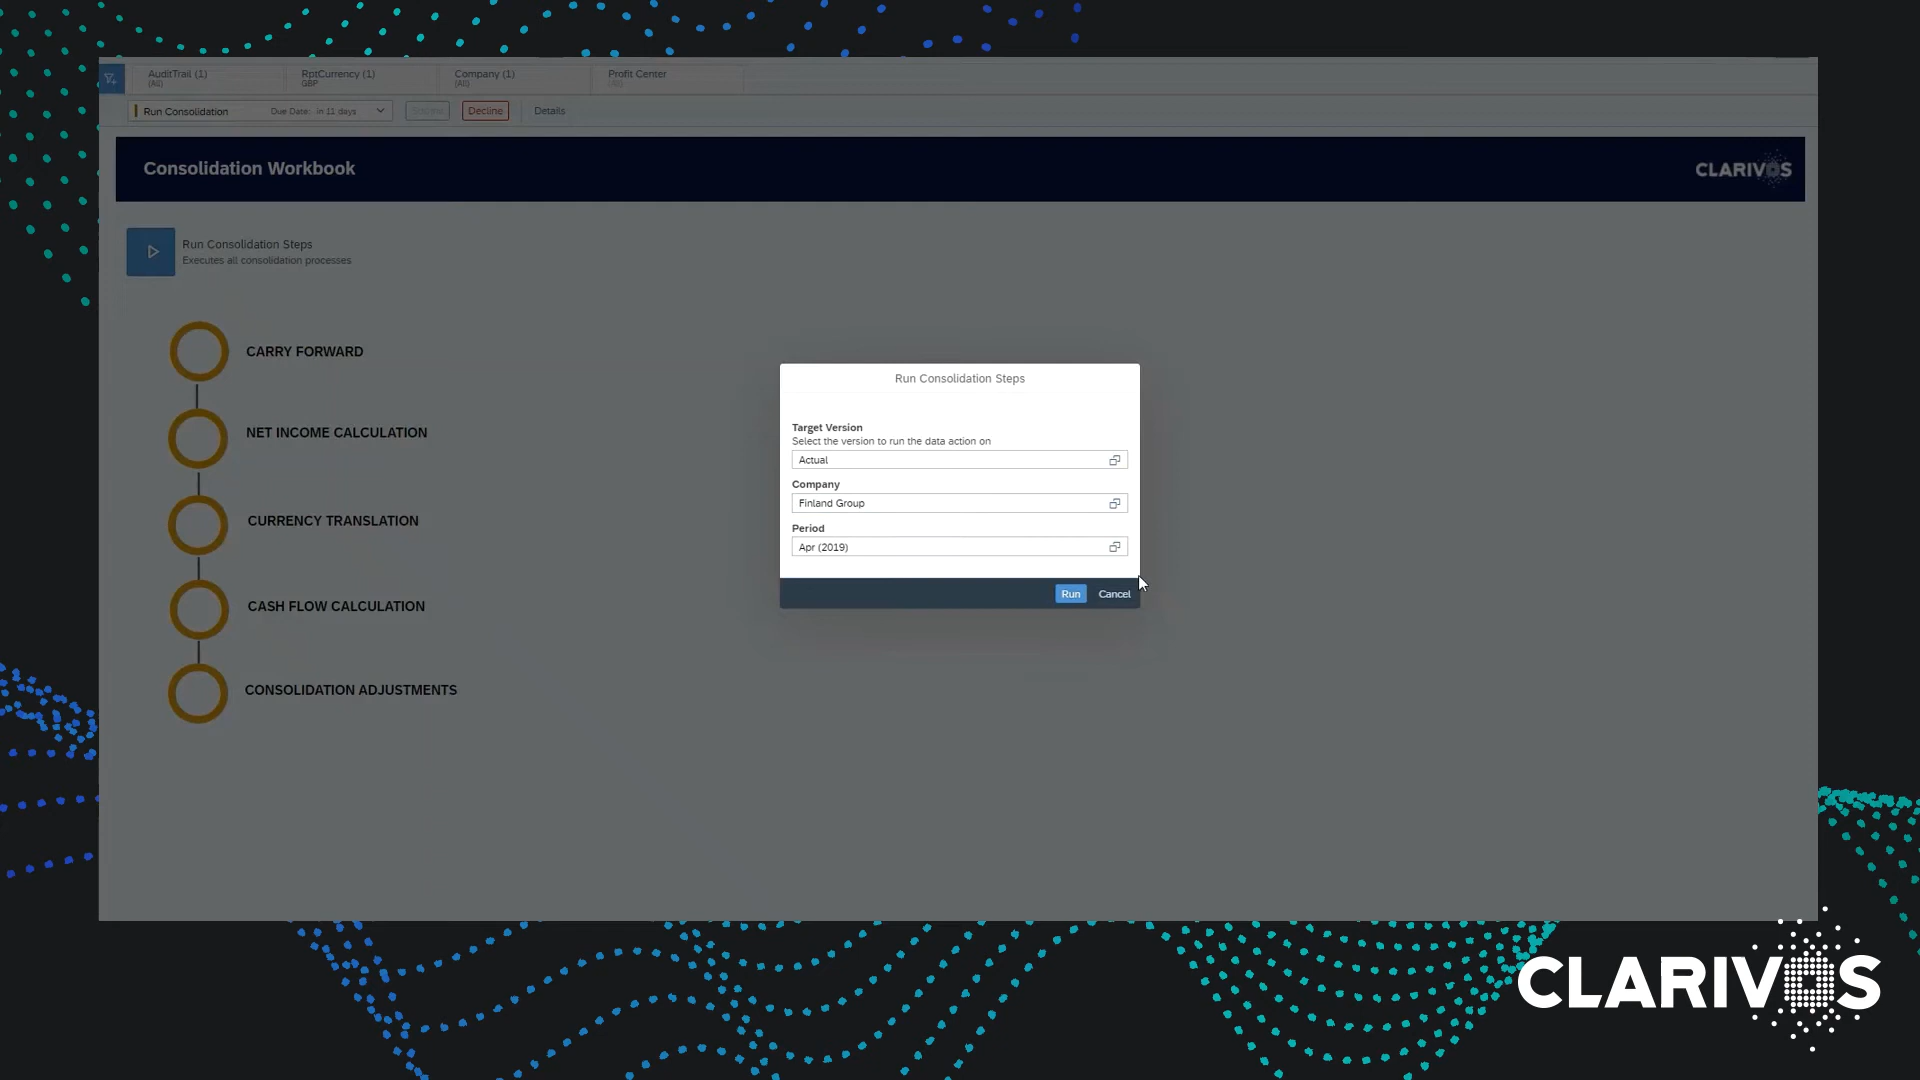 AuditTrail (1)
(All)
RptCurrency (1)
GBP
Company (1)
(All)
Profit Center
(All)
Run Consolidation
Due Date: in 11 days
Decline
Details
Consolidation Workbook
CLARIVOS
Run Consolidation Steps
Executes all consolidation processes
CARRY FORWARD
NET INCOME CALCULATION
CURRENCY TRANSLATION
CASH FLOW CALCULATION
CONSOLIDATION ADJUSTMENTS
Run Consolidation Steps
Target Version
Select the version to run the data action on
Actual
Company
Finland Group
Period
Apr (2019)
Run
Cancel
CLARIVOS